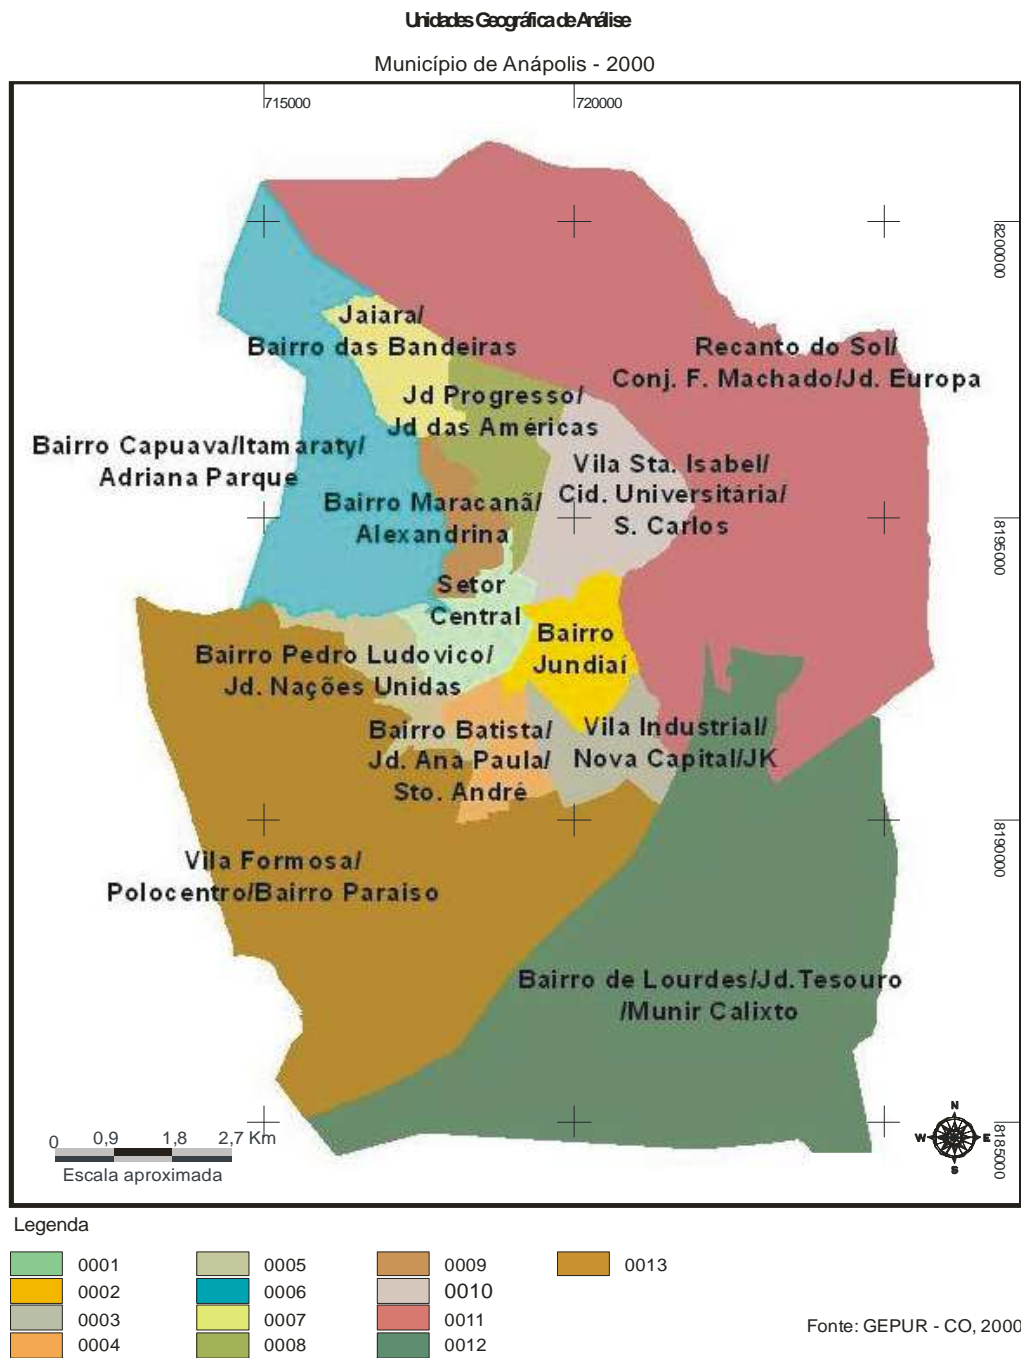 Unidades Geográfica de Análise
Município de Anápolis - 2000
715000
720000
8200000
Jaiara/
Bairro das Bandeiras
Recanto do Sol/
Conj. F. Machado/Jd. Europa
Jd Progresso/
Jd das Américas
Bairro Capuava/Itamaraty/
Adriana Parque
Vila Sta. Isabel/
Cid. Universitária/
S. Carlos
Bairro Maracanã/
Alexandrina
8195000
Setor
Central
Bairro
Jundiaí
Bairro Pedro Ludovico/
Jd. Nações Unidas
Bairro Batista/
Jd. Ana Paula/
Sto. André
Vila Industrial/
Nova Capital/JK
8190000
Vila Formosa/
Polocentro/Bairro Paraiso
Bairro de Lourdes/Jd.Tesouro
/Munir Calixto
0 0,9 1,8 2,7 Km
Escala aproximada
N
W E
S
8185000
Legenda
0001 0005 0009 0013
0002 0006 0010
0003 0007 0011
0004 0008 0012
Fonte: GEPUR - CO, 2000